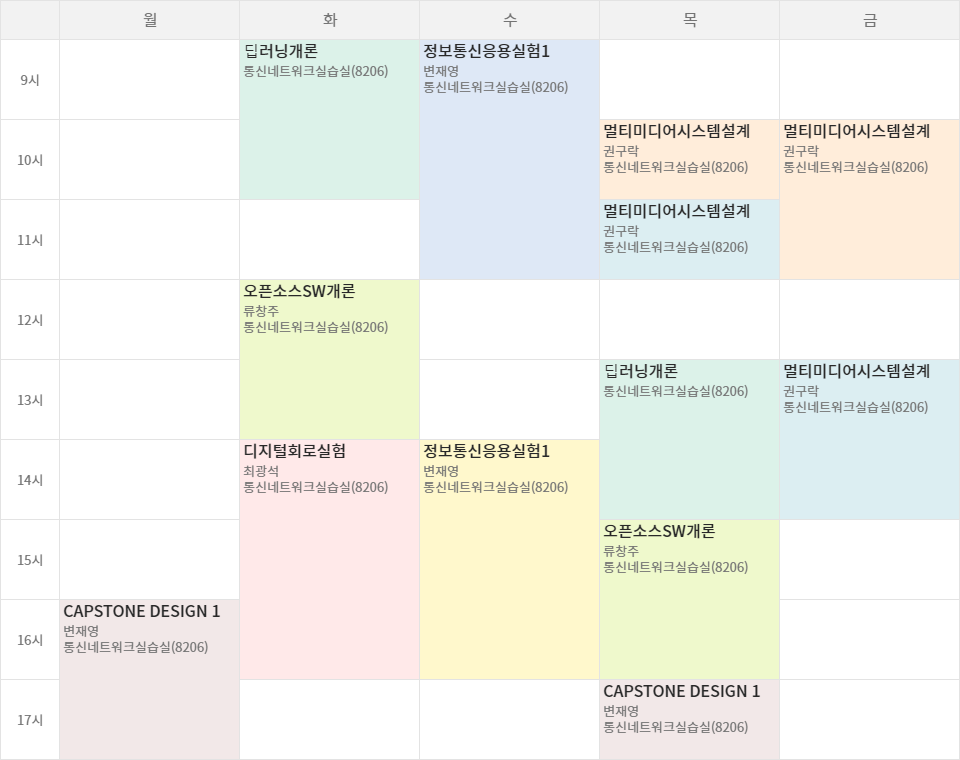 월 화 수 목 금
9시
딥러닝개론
통신네트워크실습실(8206)
정보통신응용실험1
변재영
통신네트워크실습실(8206)
10시
멀티미디어시스템설계
권구락
통신네트워크실습실(8206)
멀티미디어시스템설계
권구락
통신네트워크실습실(8206)
11시
멀티미디어시스템설계
권구락
통신네트워크실습실(8206)
12시
오픈소스SW개론
류창주
통신네트워크실습실(8206)
13시
딥러닝개론
통신네트워크실습실(8206)
멀티미디어시스템설계
권구락
통신네트워크실습실(8206)
14시
디지털회로실험
최광석
통신네트워크실습실(8206)
정보통신응용실험1
변재영
통신네트워크실습실(8206)
15시
오픈소스SW개론
류창주
통신네트워크실습실(8206)
16시
CAPSTONE DESIGN 1
변재영
통신네트워크실습실(8206)
17시
CAPSTONE DESIGN 1
변재영
통신네트워크실습실(8206)